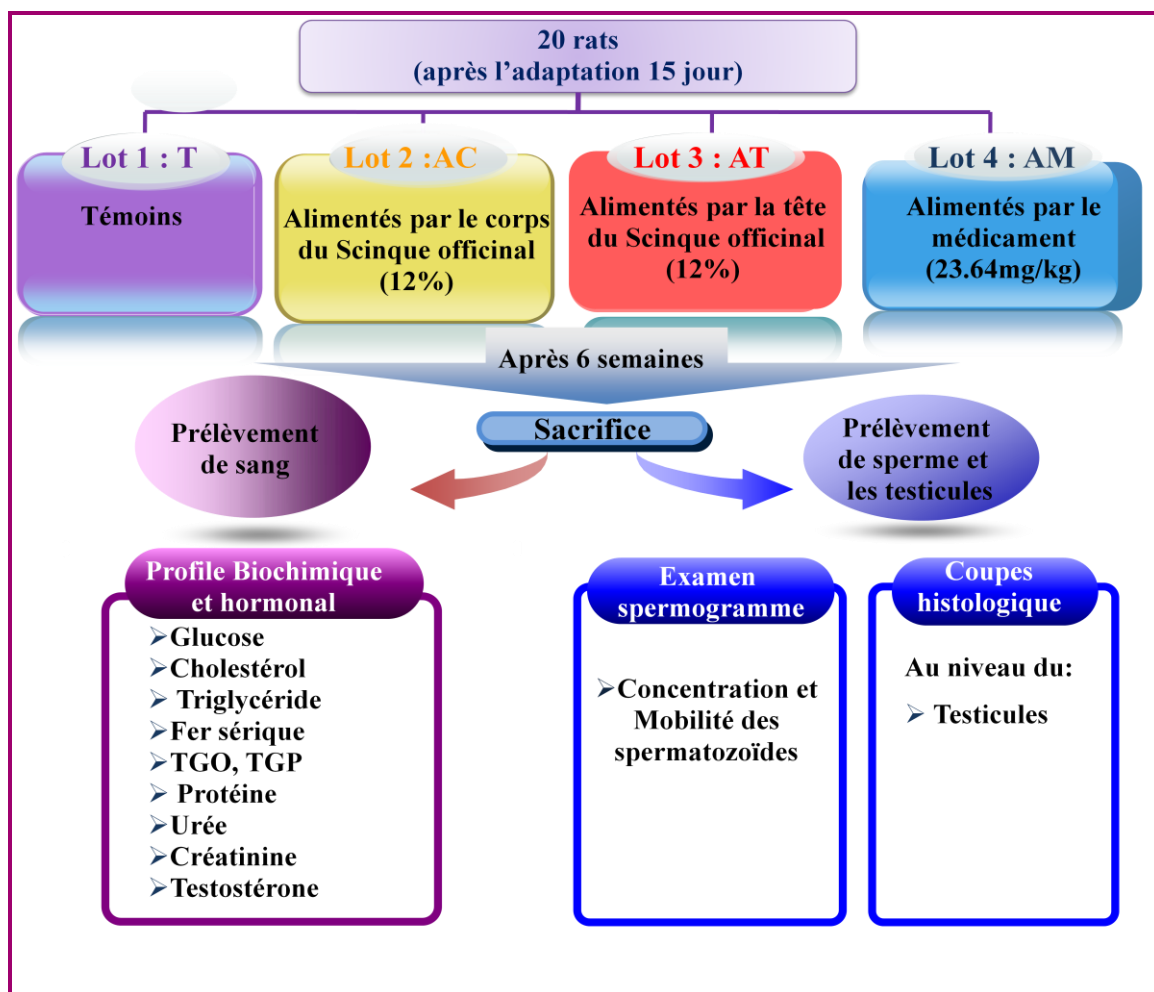 20 rats
(après l'adaptation 15 jour)
Lot 1 : T
Témoins
Lot 2 :AC
Alimentés par le corps
du Scinque officinal
(12%)
Lot 3 : AT
Alimentés par la tête
du Scinque officinal
(12%)
Lot 4 : AM
Alimentés par le
médicament
(23.64mg/kg)
Après 6 semaines
Sacrifice
Prélèvement
de sang
Prélèvement
de sperme et
les testicules
Profile Biochimique
et hormonal
➢Glucose
➢Cholestérol
➢ Triglycéride
➢Fer sérique
➢TGO, TGP
➢ Protéine
➢Urée
➢Créatinine
➢Testostérone
Examen
spermogramme
➢Concentration et
Mobilité des
spermatozoïdes
Coupes
histologique
Au niveau du:
➢ Testicules